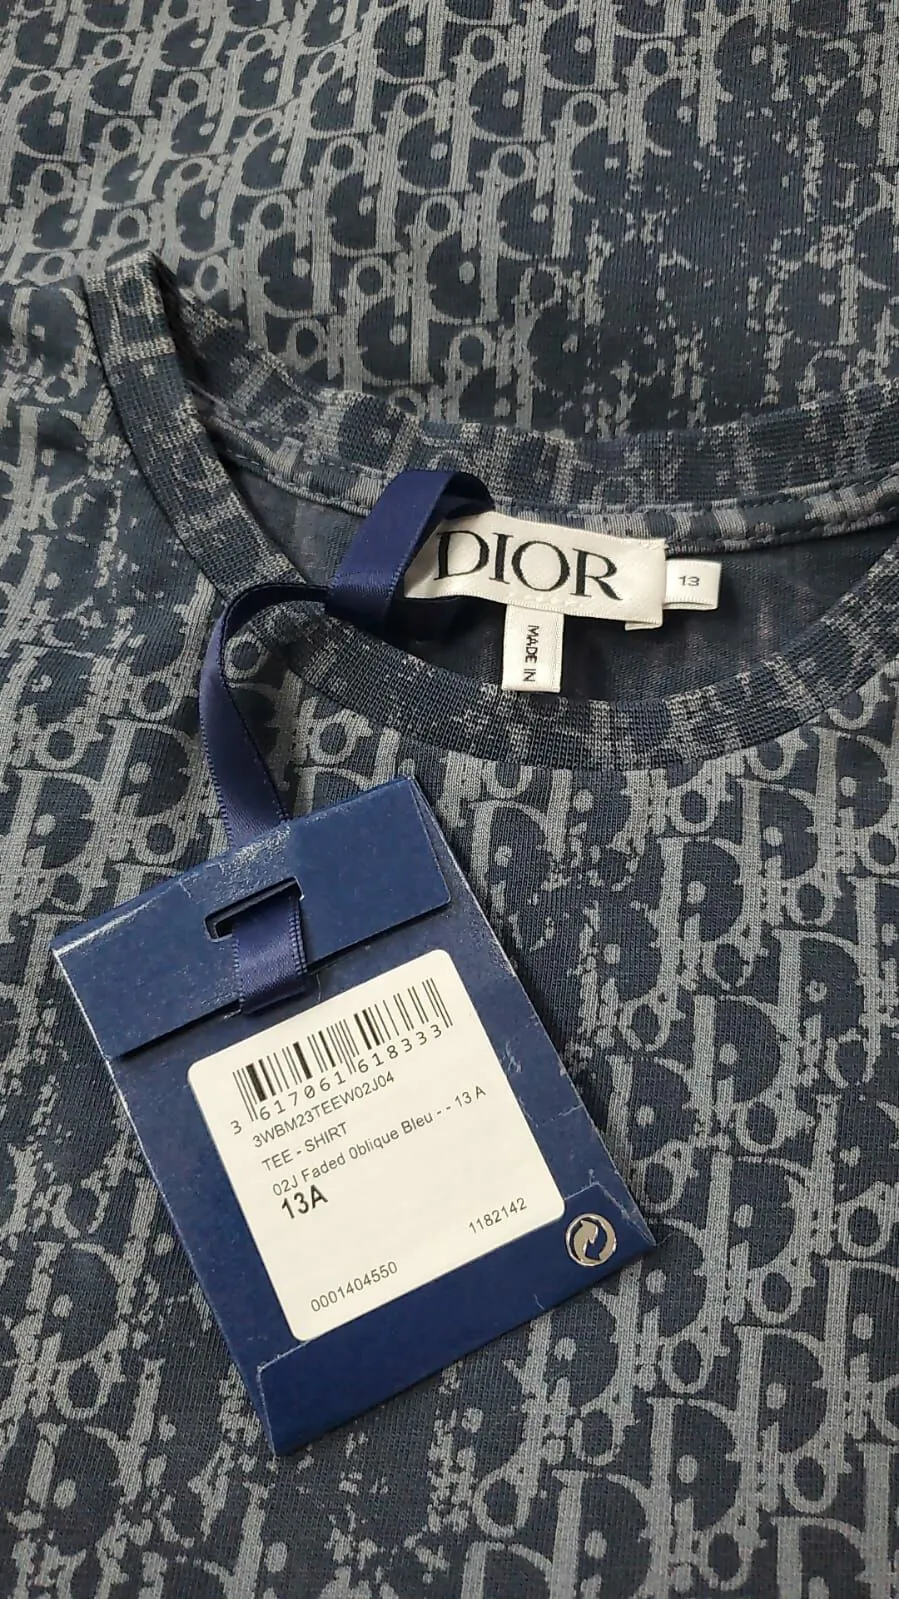 DIOR
13
MADE IN
3 617061 618333
3WBM23TEEW02J04
TEE - SHIRT
02J Faded Oblique Bleu - - 13 A
13A
1182142
0001404550